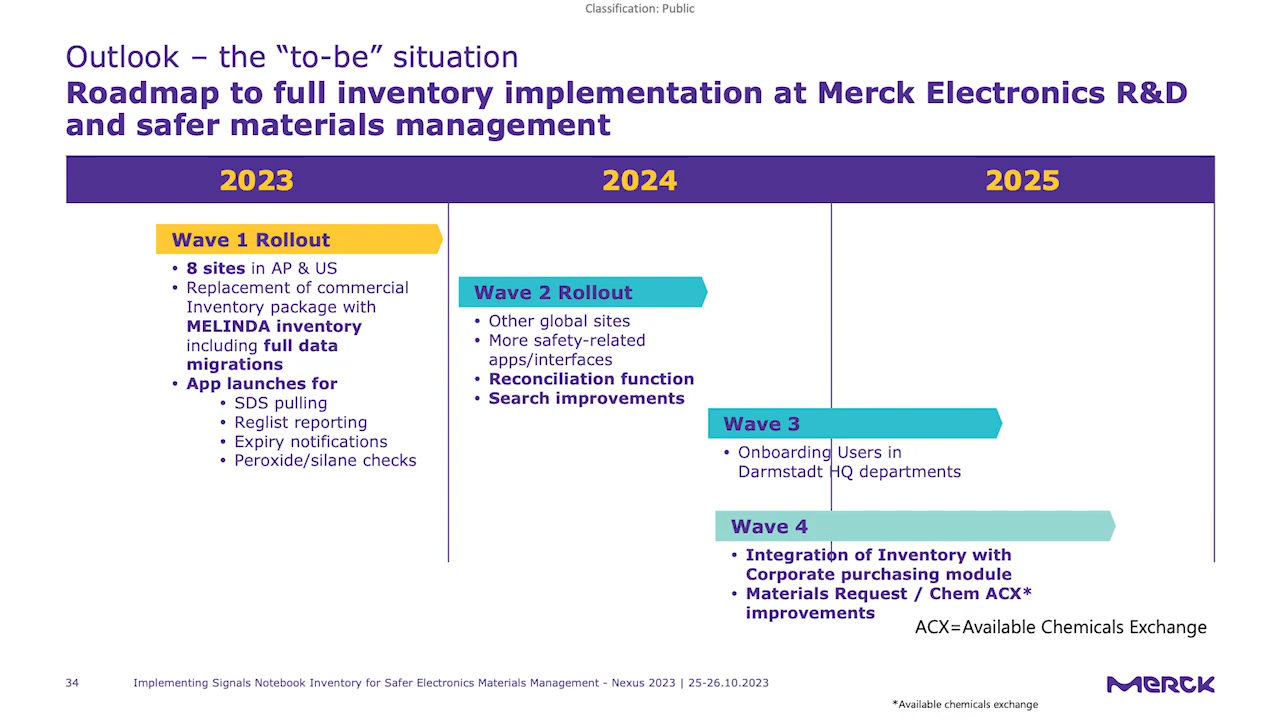 Classification: Public
Outlook – the “to-be” situation
Roadmap to full inventory implementation at Merck Electronics R&D
and safer materials management
2023
2024
2025
Wave 1 Rollout
• 8 sites in AP & US
• Replacement of commercial
Inventory package with
MELINDA inventory
including full data
migrations
• App launches for
• SDS pulling
• Reglist reporting
• Expiry notifications
• Peroxide/silane checks
Wave 2 Rollout
• Other global sites
• More safety-related
apps/interfaces
• Reconciliation function
• Search improvements
Wave 3
• Onboarding Users in
Darmstadt HQ departments
Wave 4
• Integration of Inventory with
Corporate purchasing module
• Materials Request / Chem ACX*
improvements
ACX=Available Chemicals Exchange
34
Implementing Signals Notebook Inventory for Safer Electronics Materials Management - Nexus 2023 | 25-26.10.2023
MERCK
*Available chemicals exchange